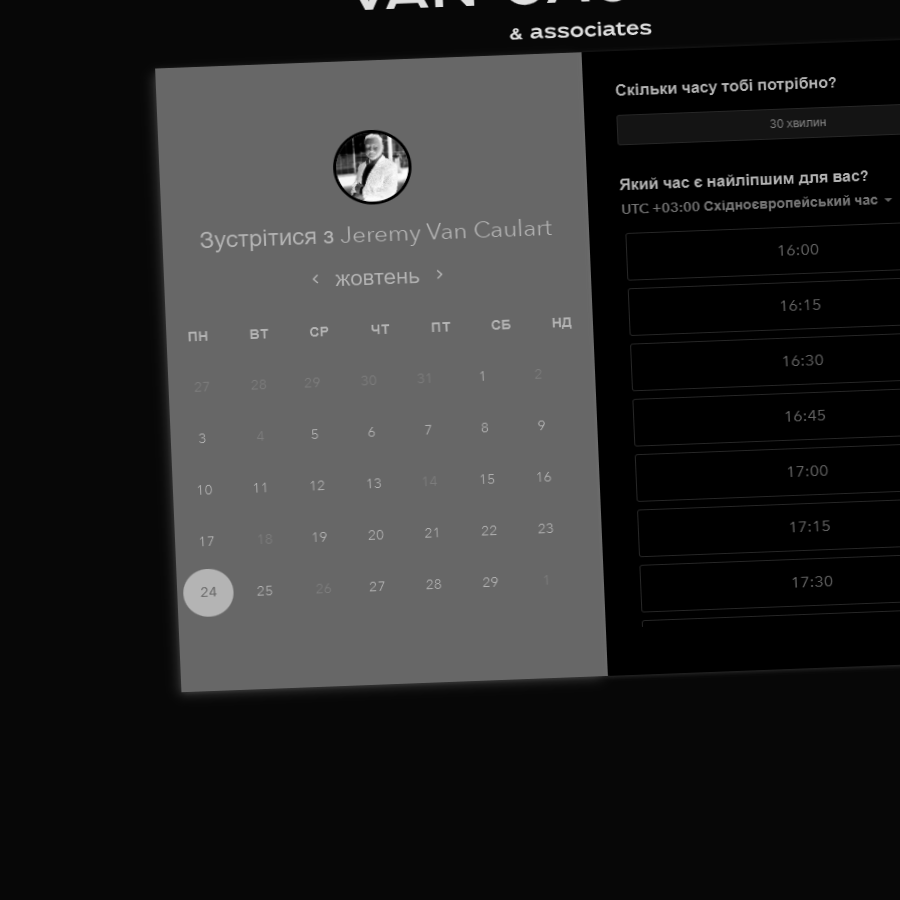 & associates
Зустрітися з Jeremy Van Caulart
жовтень
ПН ВТ СР ЧТ ПТ СБ НД
27 28 29 30 31 1 2
3 4 5 6 7 8 9
10 11 12 13 14 15 16
17 18 19 20 21 22 23
24 25 26 27 28 29 1
Скільки часу тобі потрібно?
30 хвилин
Який час є найліпшим для вас?
UTC +03:00 Східноєвропейський час
16:00
16:15
16:30
16:45
17:00
17:15
17:30